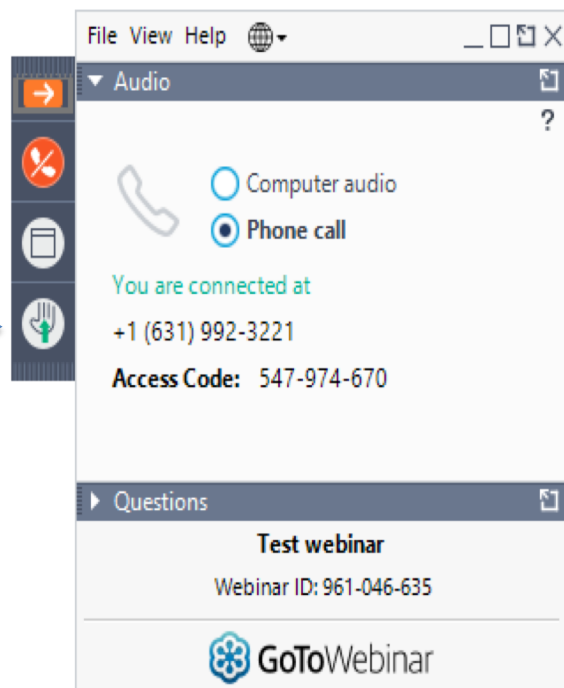 File View Help
Audio
?
Computer audio
Phone call
You are connected at
+1 (631) 992-3221
Access Code: 547-974-670
Questions
Test webinar
Webinar ID: 961-046-635
GoToWebinar